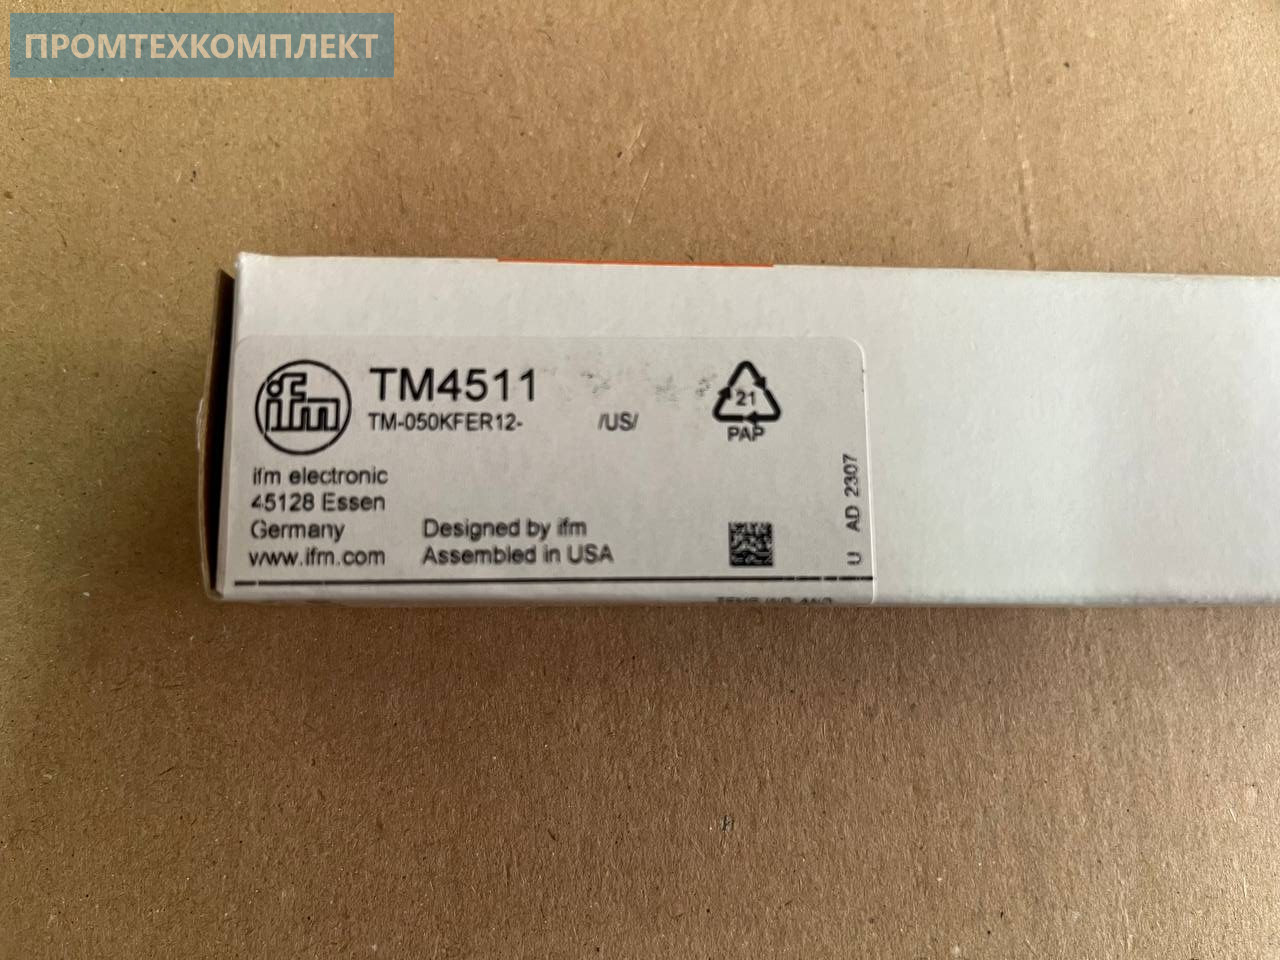 ПРОМТЕХКОМПЛЕКТ
ifm
TM4511
TM-050KFER12- /US/
21
PAP
ifm electronic
45128 Essen
Germany
www.ifm.com
Designed by ifm
Assembled in USA
U AD 2307